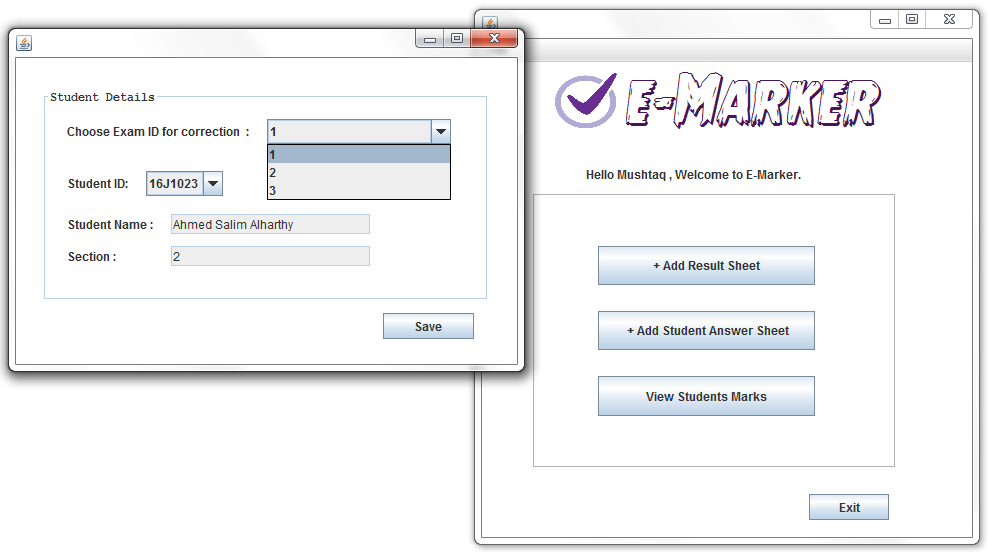 Student Details
Choose Exam ID for correction : 1
1
2
3
Student ID: 16J1023
Student Name : Ahmed Salim Alharthy
Section : 2
Save
E-MARKER
Hello Mushtaq , Welcome to E-Marker.
+ Add Result Sheet
+ Add Student Answer Sheet
View Students Marks
Exit